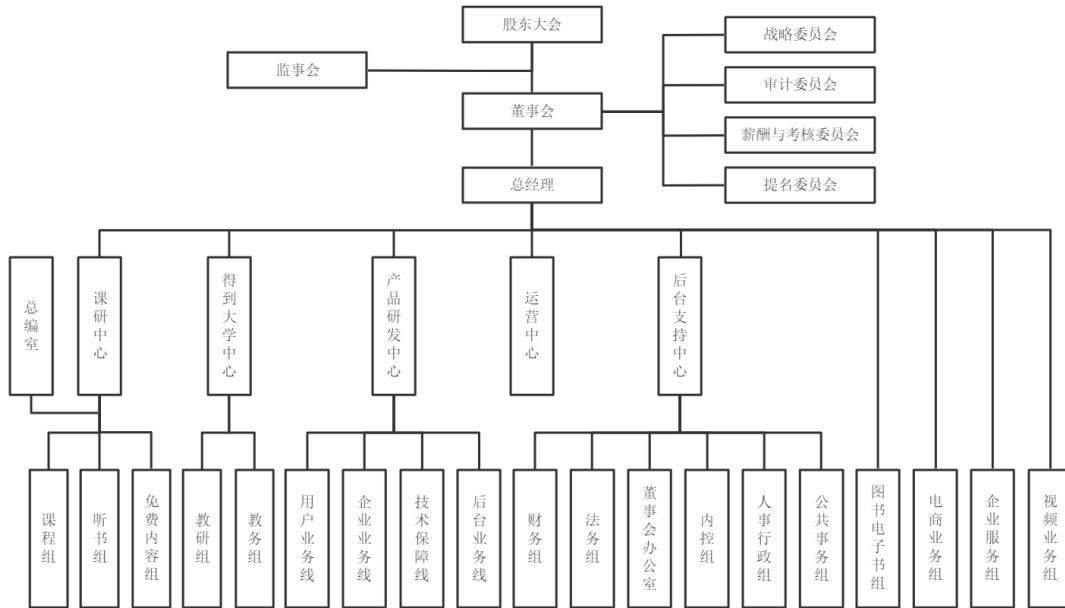 股东大会
战略委员会
监事会
审计委员会
董事会
薪酬与考核委员会
总经理
提名委员会
总编室
课研中心
得到大学中心
产品研发中心
运营中心
后台支持中心
课程组
听书组
免费内容组
教研组
教务组
用户业务线
企业业务线
技术保障线
后台业务线
财务组
法务组
董事会办公室
内控组
人事行政组
公共事务组
图书电子书组
电商业务组
企业服务组
视频业务组